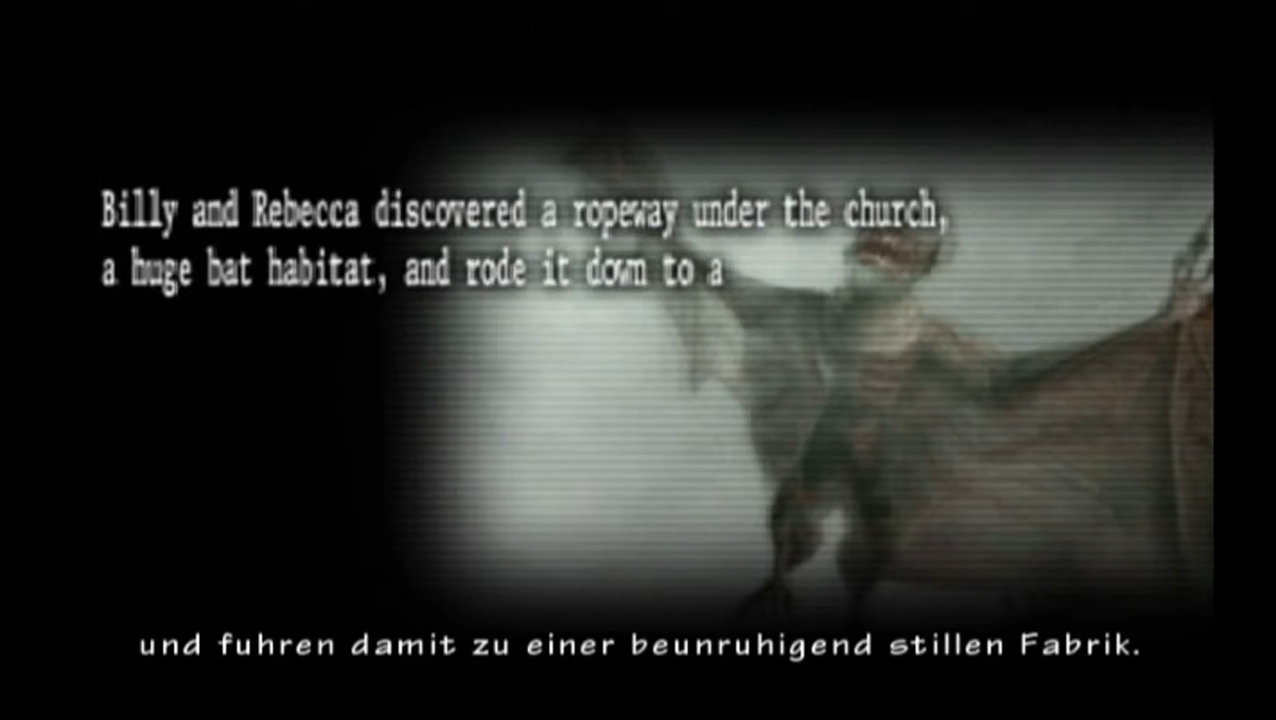 Billy and Rebecca discovered a ropeway under the church,
a huge bat habitat, and rode it down to a
und fuhren damit zu einer beunruhigend stillen Fabrik.